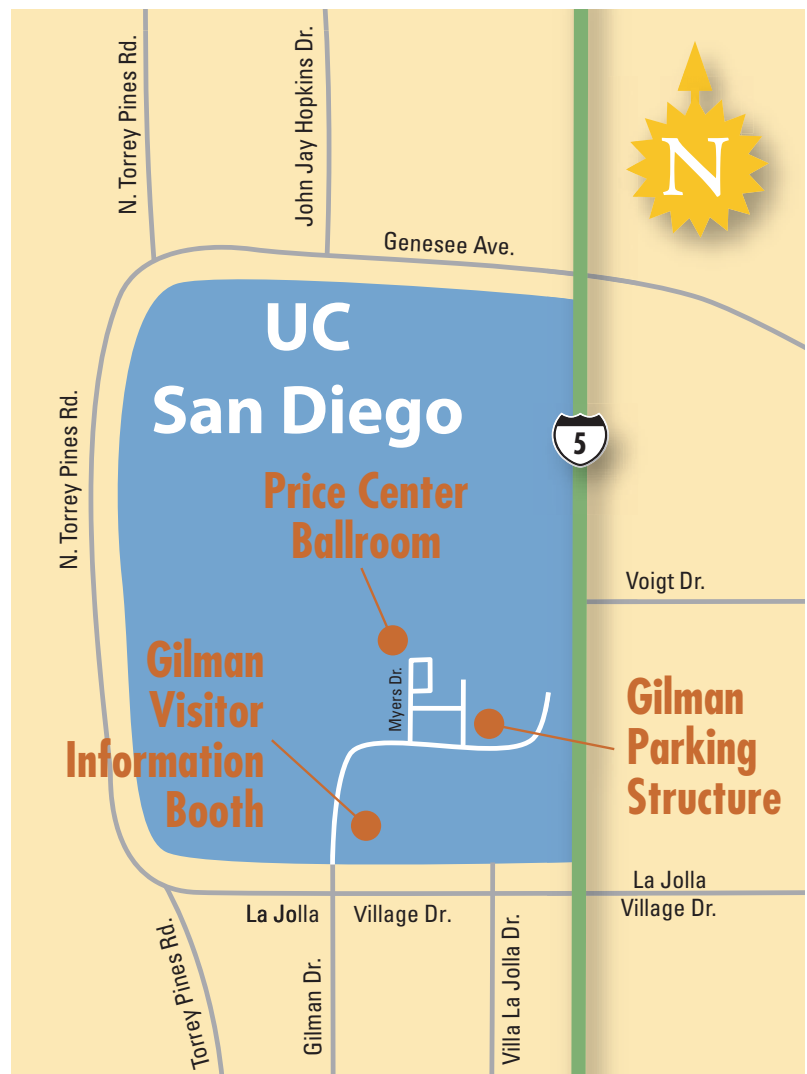 N. Torrey Pines Rd.
John Jay Hopkins Dr.
N
Genesee Ave.
UC
San Diego
5
N. Torrey Pines Rd.
Price Center
Ballroom
Voigt Dr.
Gilman
Visitor
Information
Booth
Myers Dr.
Gilman
Parking
Structure
La Jolla Village Dr.
La Jolla
Village Dr.
Torrey Pines Rd.
Gilman Dr.
Villa La Jolla Dr.